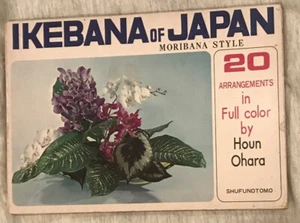 IKEBANA OF JAPAN
MORIBANA STYLE
20
ARRANGEMENTS
in
Full color
by
Houn
Ohara
SHUFUNOTOMO